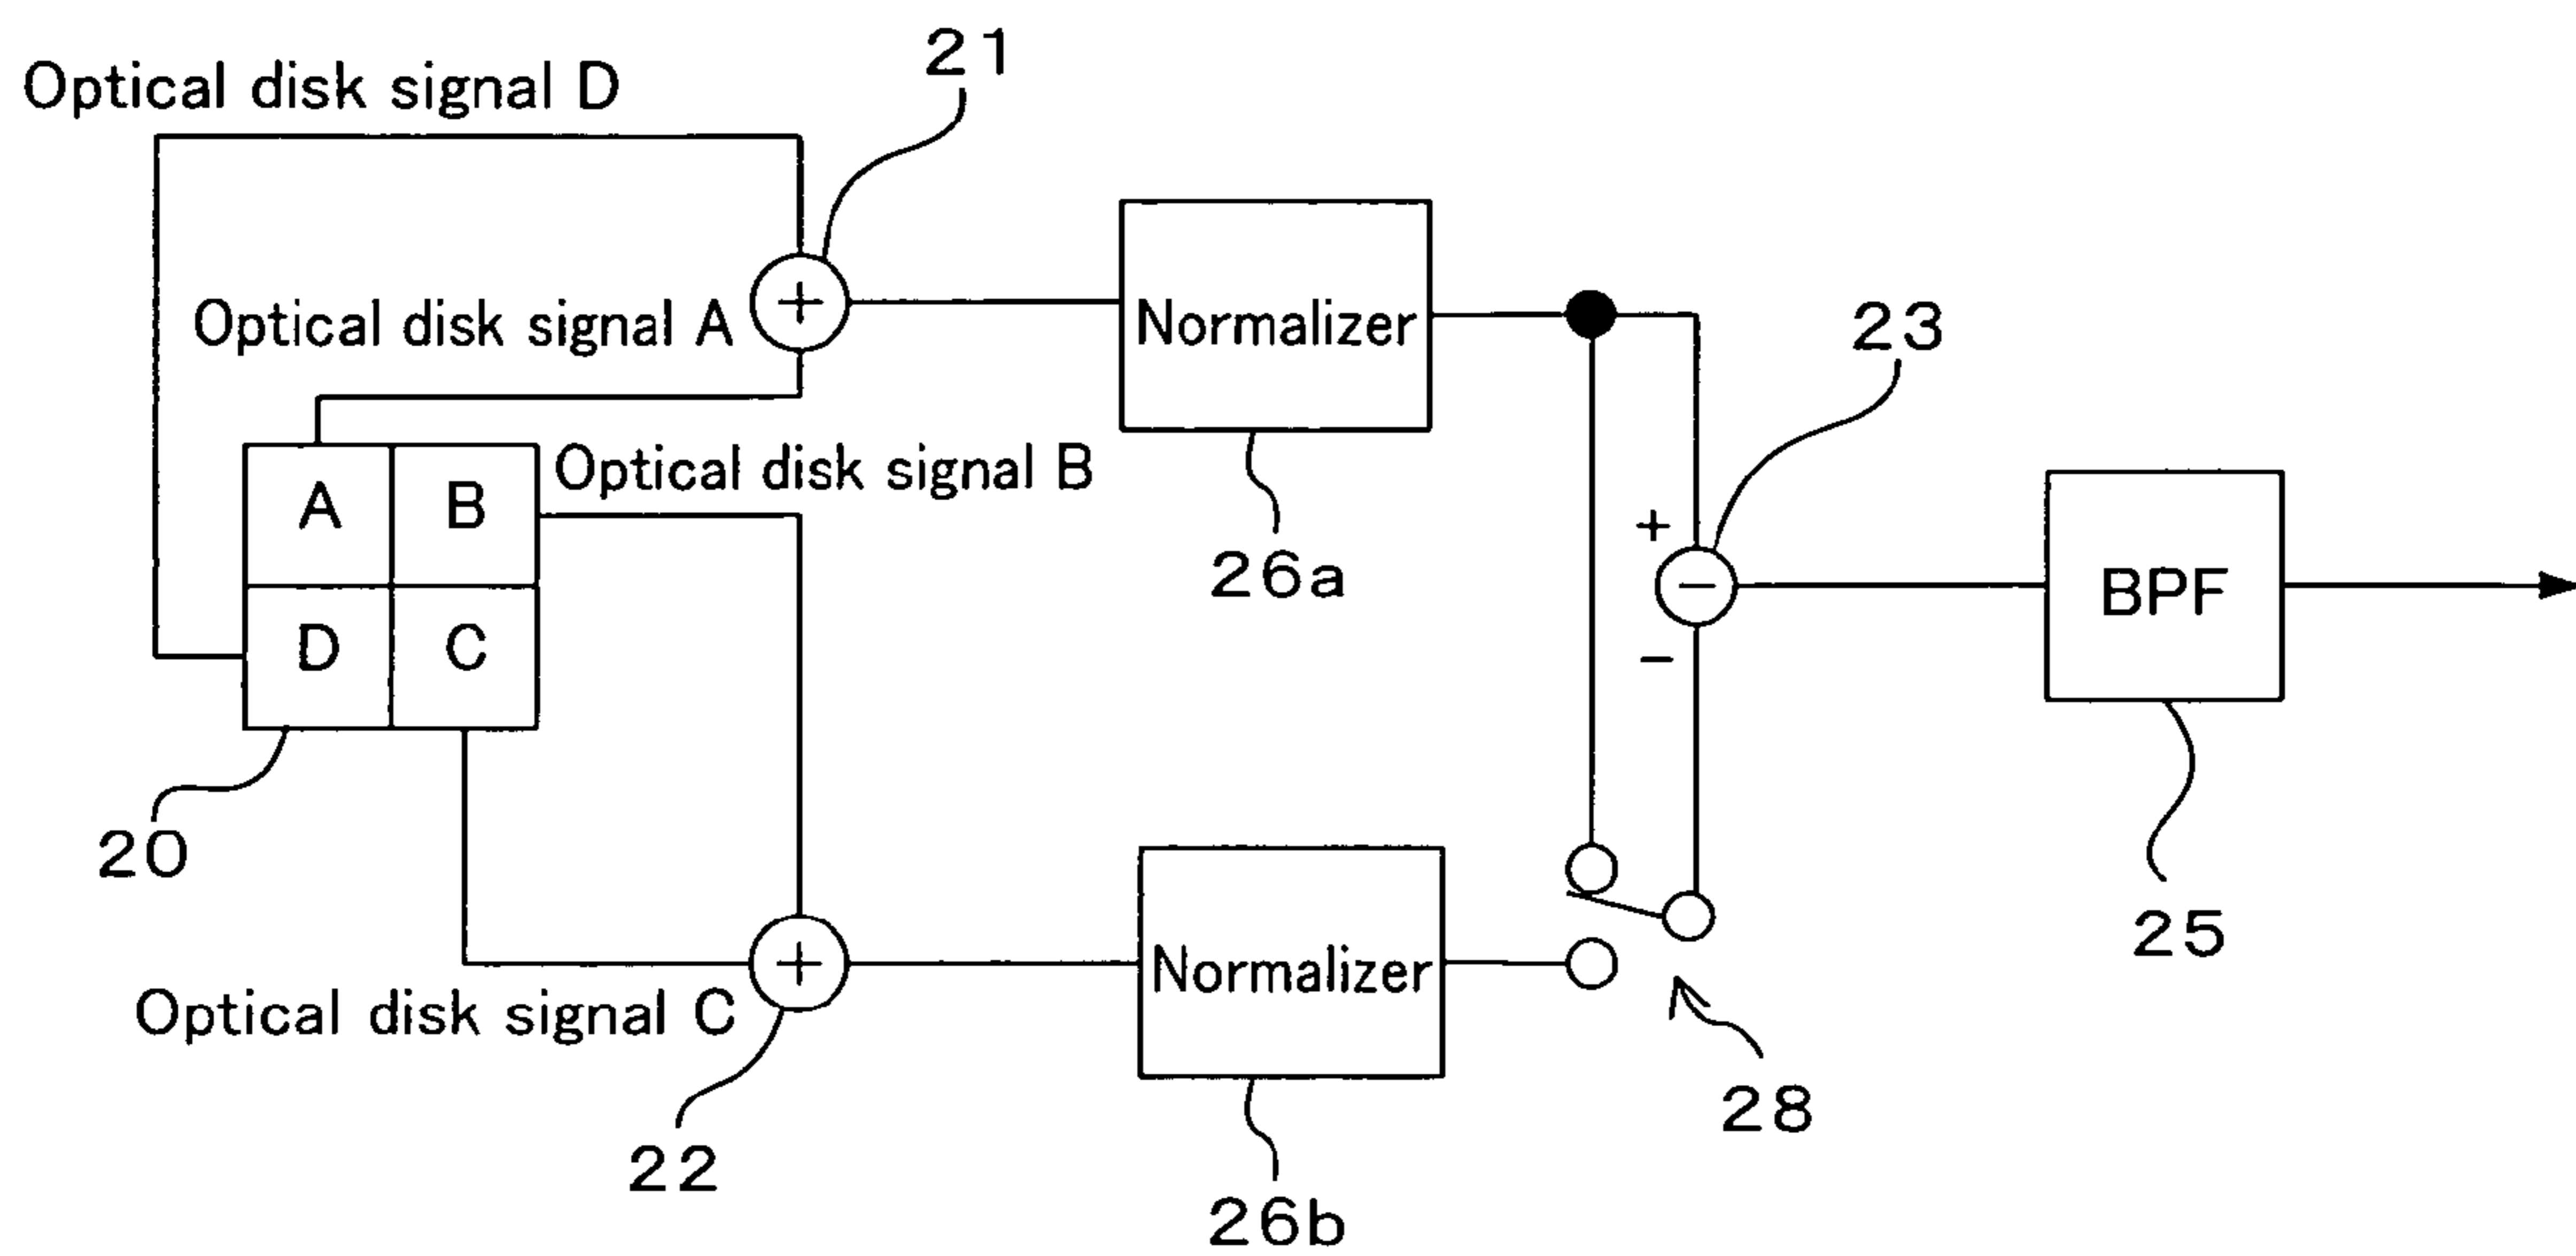 21
Optical disk signal D
+
Optical disk signal A
Normalizer
23
Optical disk signal B
A B
+
26a
−
BPF
D C
−
20
25
+
Normalizer
Optical disk signal C
28
22
26b